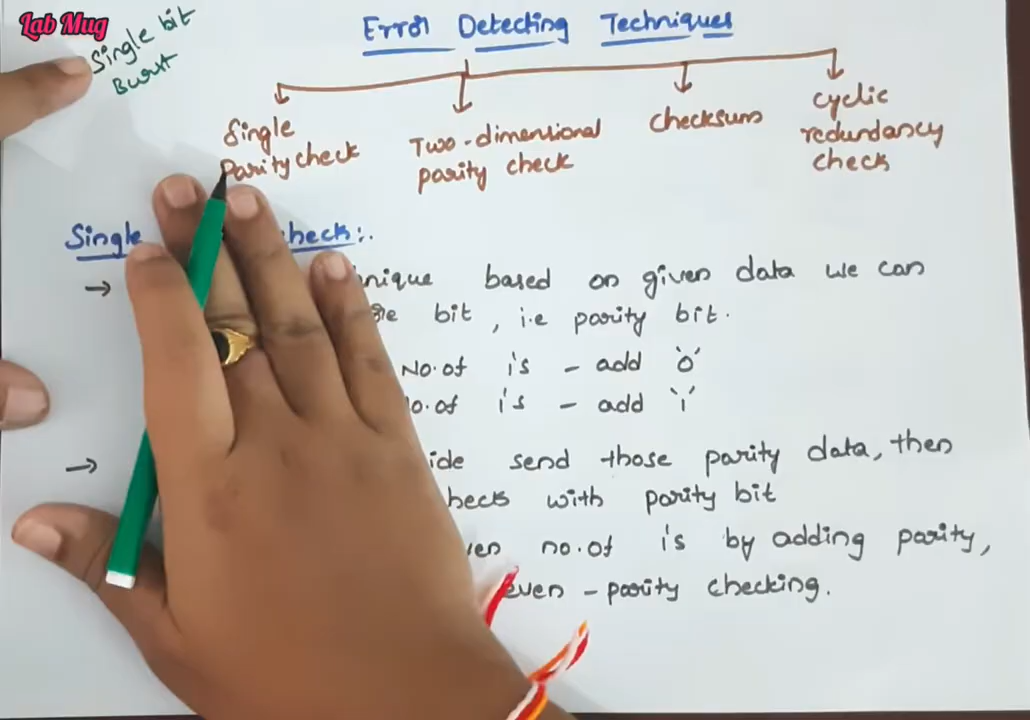 Lab Mug
Single bit
Burst
Error Detecting Techniques
Single
Parity check
Two-dimensional
parity check
checksum
cyclic
redundancy
check
Single check:.
→ nique based on given data we can
bit, i.e parity bit.
No.of 1's - add '0'
No.of 1's - add '1'
→ ide send those parity data, then
heck with parity bit
ven no.of 1's by adding parity,
even - parity checking.